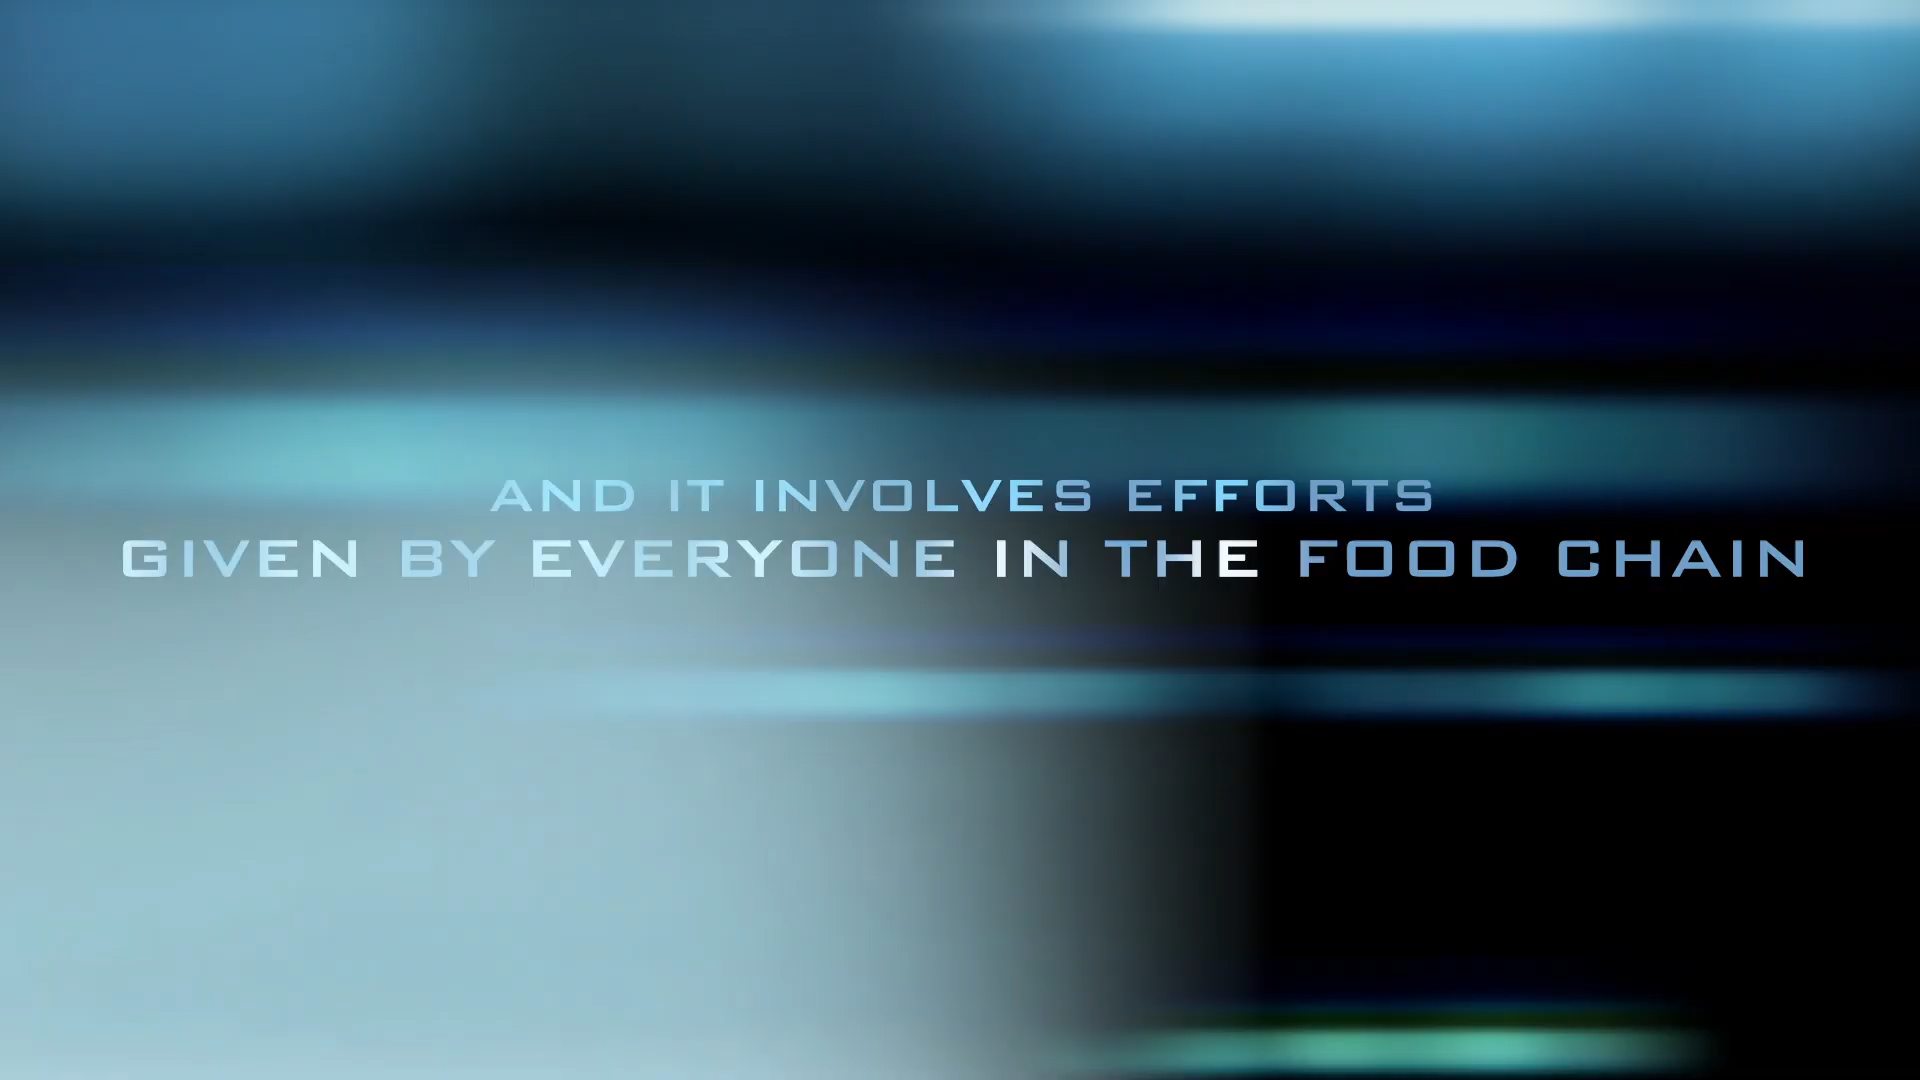 AND IT INVOLVES EFFORTS
GIVEN BY EVERYONE IN THE FOOD CHAIN